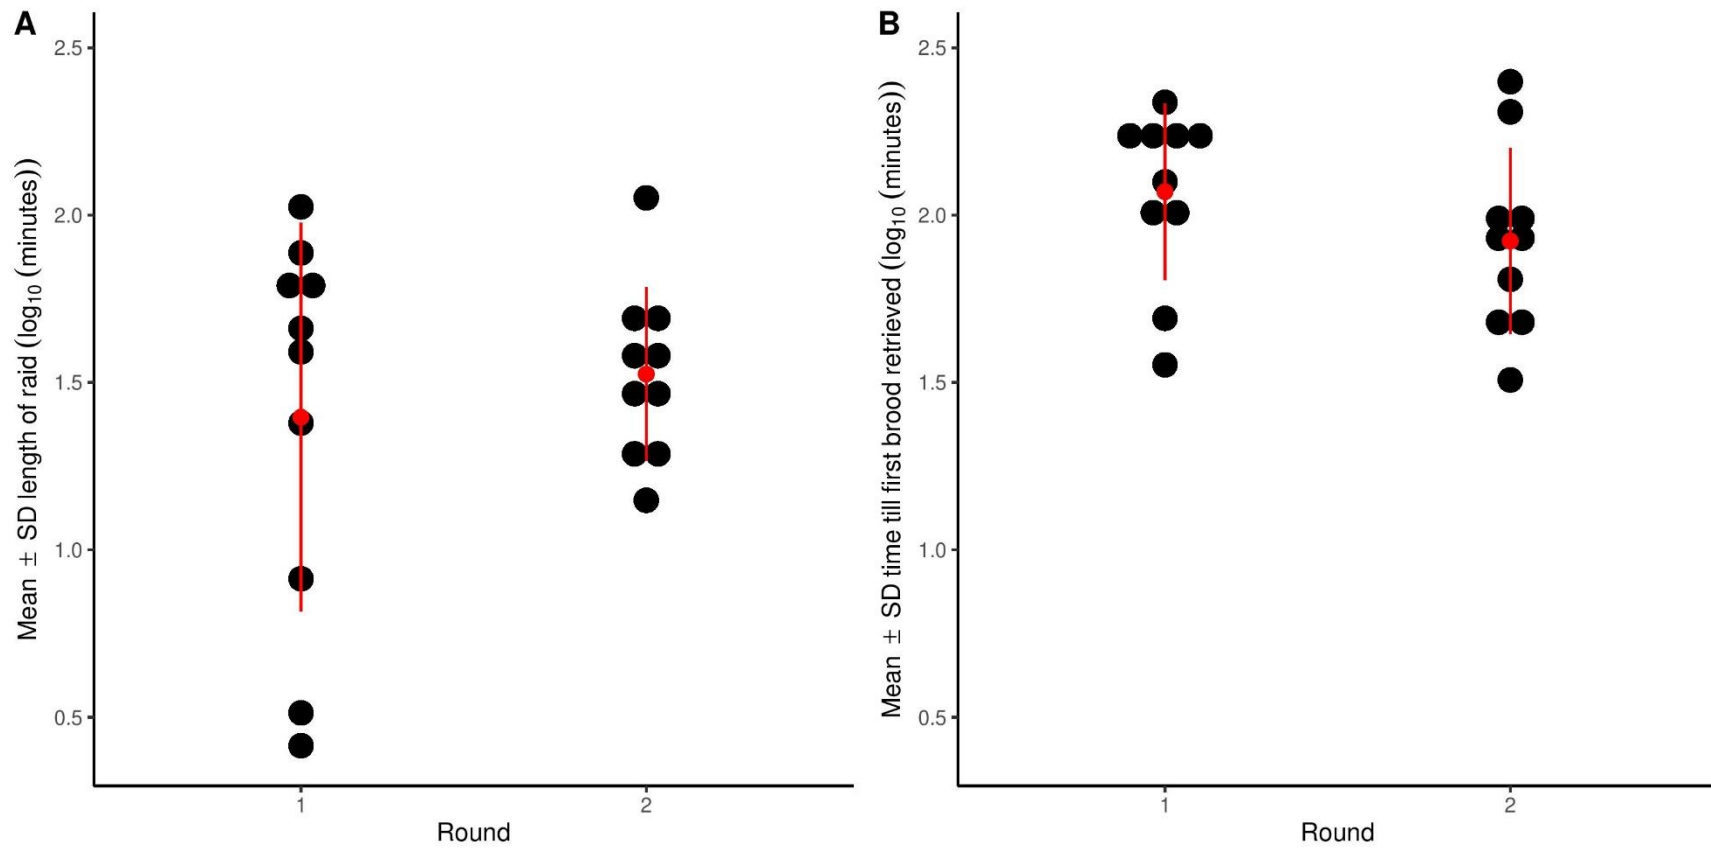 A
Mean ± SD length of raid (log10 (minutes))
2.5
2.0
1.5
1.0
0.5
1
2
Round
B
Mean ± SD time till first brood retrieved (log10 (minutes))
2.5
2.0
1.5
1.0
0.5
1
2
Round